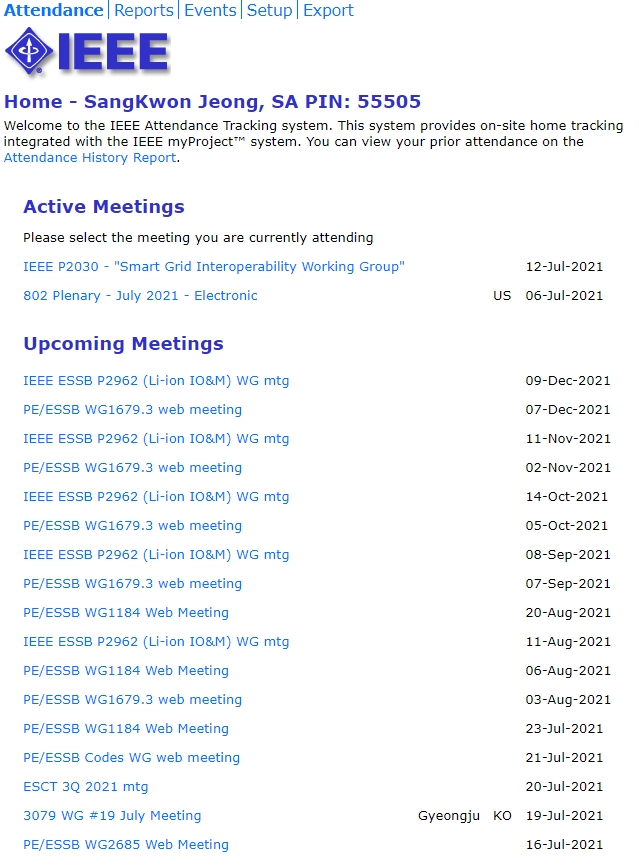 Attendance Reports Events Setup Export
IEEE
Home - SangKwon Jeong, SA PIN: 55505
Welcome to the IEEE Attendance Tracking system. This system provides on-site home tracking
integrated with the IEEE myProject™ system. You can view your prior attendance on the
Attendance History Report.
Active Meetings
Please select the meeting you are currently attending
IEEE P2030 - "Smart Grid Interoperability Working Group" 12-Jul-2021
802 Plenary - July 2021 - Electronic US 06-Jul-2021
Upcoming Meetings
IEEE ESSB P2962 (Li-ion IO&M) WG mtg 09-Dec-2021
PE/ESSB WG1679.3 web meeting 07-Dec-2021
IEEE ESSB P2962 (Li-ion IO&M) WG mtg 11-Nov-2021
PE/ESSB WG1679.3 web meeting 02-Nov-2021
IEEE ESSB P2962 (Li-ion IO&M) WG mtg 14-Oct-2021
PE/ESSB WG1679.3 web meeting 05-Oct-2021
IEEE ESSB P2962 (Li-ion IO&M) WG mtg 08-Sep-2021
PE/ESSB WG1679.3 web meeting 07-Sep-2021
PE/ESSB WG1184 Web Meeting 20-Aug-2021
IEEE ESSB P2962 (Li-ion IO&M) WG mtg 11-Aug-2021
PE/ESSB WG1184 Web Meeting 06-Aug-2021
PE/ESSB WG1679.3 web meeting 03-Aug-2021
PE/ESSB WG1184 Web Meeting 23-Jul-2021
PE/ESSB Codes WG web meeting 21-Jul-2021
ESCT 3Q 2021 mtg 20-Jul-2021
3079 WG #19 July Meeting Gyeongju KO 19-Jul-2021
PE/ESSB WG2685 Web Meeting 16-Jul-2021